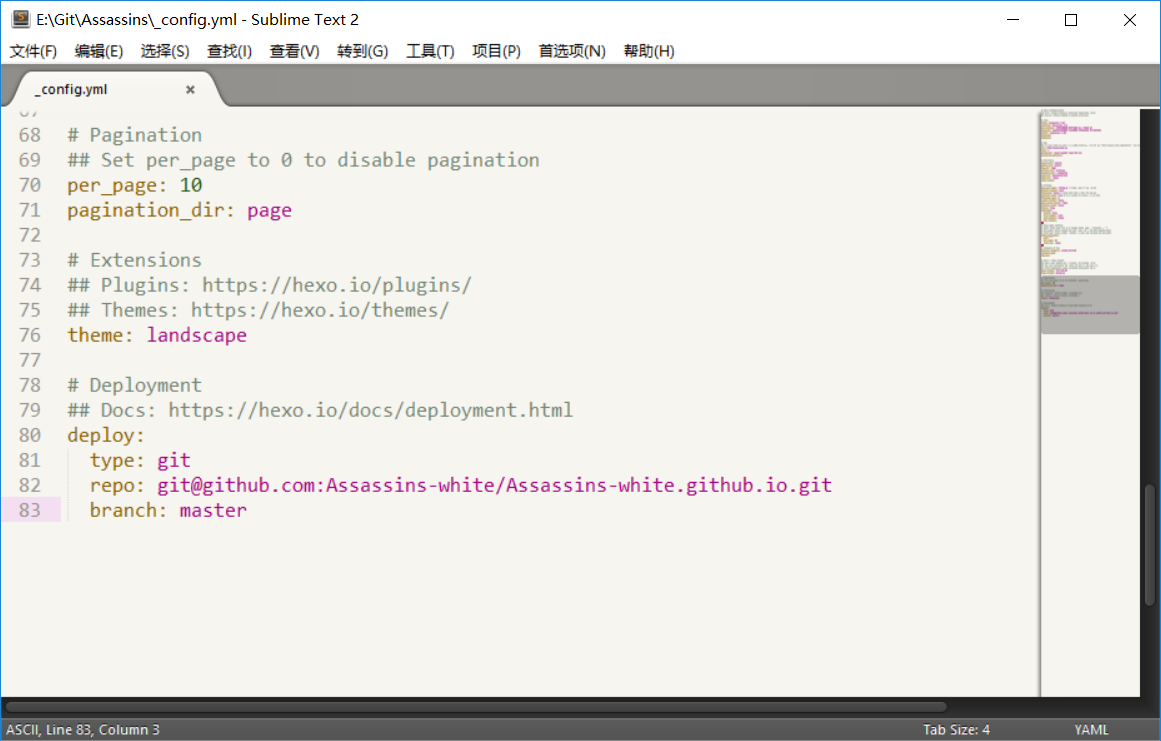 E:\Git\Assassins\_config.yml - Sublime Text 2
文件(F) 编辑(E) 选择(S) 查找(I) 查看(V) 转到(G) 工具(T) 项目(P) 首选项(N) 帮助(H)
_config.yml ×
67
68 # Pagination
69 ## Set per_page to 0 to disable pagination
70 per_page: 10
71 pagination_dir: page
72
73 # Extensions
74 ## Plugins: https://hexo.io/plugins/
75 ## Themes: https://hexo.io/themes/
76 theme: landscape
77
78 # Deployment
79 ## Docs: https://hexo.io/docs/deployment.html
80 deploy:
81   type: git
82   repo: git@github.com:Assassins-white/Assassins-white.github.io.git
83   branch: master
ASCII, Line 83, Column 3 Tab Size: 4 YAML